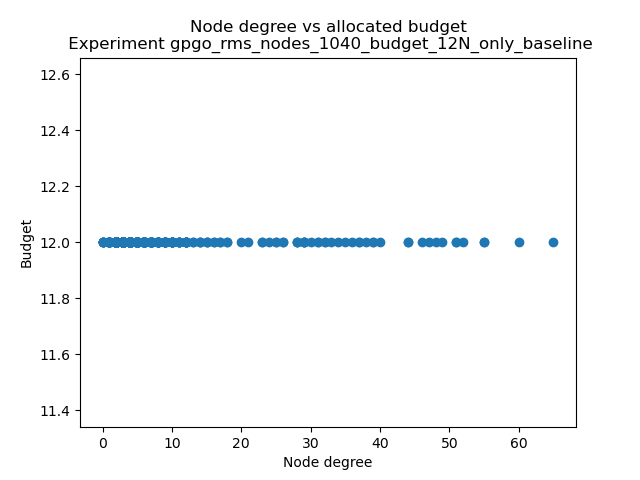 Node degree vs allocated budget
Experiment gpgo_rms_nodes_1040_budget_12N_only_baseline
12.6
12.4
12.2
12.0
11.8
11.6
11.4
Budget
0 10 20 30 40 50 60
Node degree